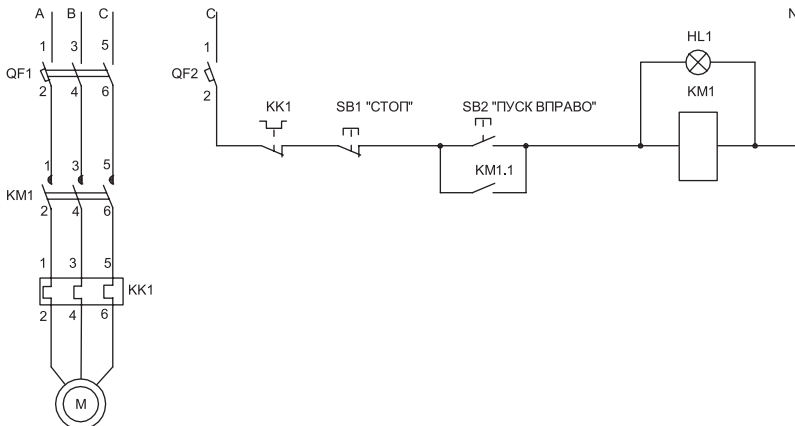 A B C
1 3 5
QF1
2 4 6
1 3 5
KM1
2 4 6
1 3 5
KK1
2 4 6
M
C N
1
QF2
2
HL1
KM1
KK1 SB1 "СТОП" SB2 "ПУСК ВПРАВО"
KM1.1